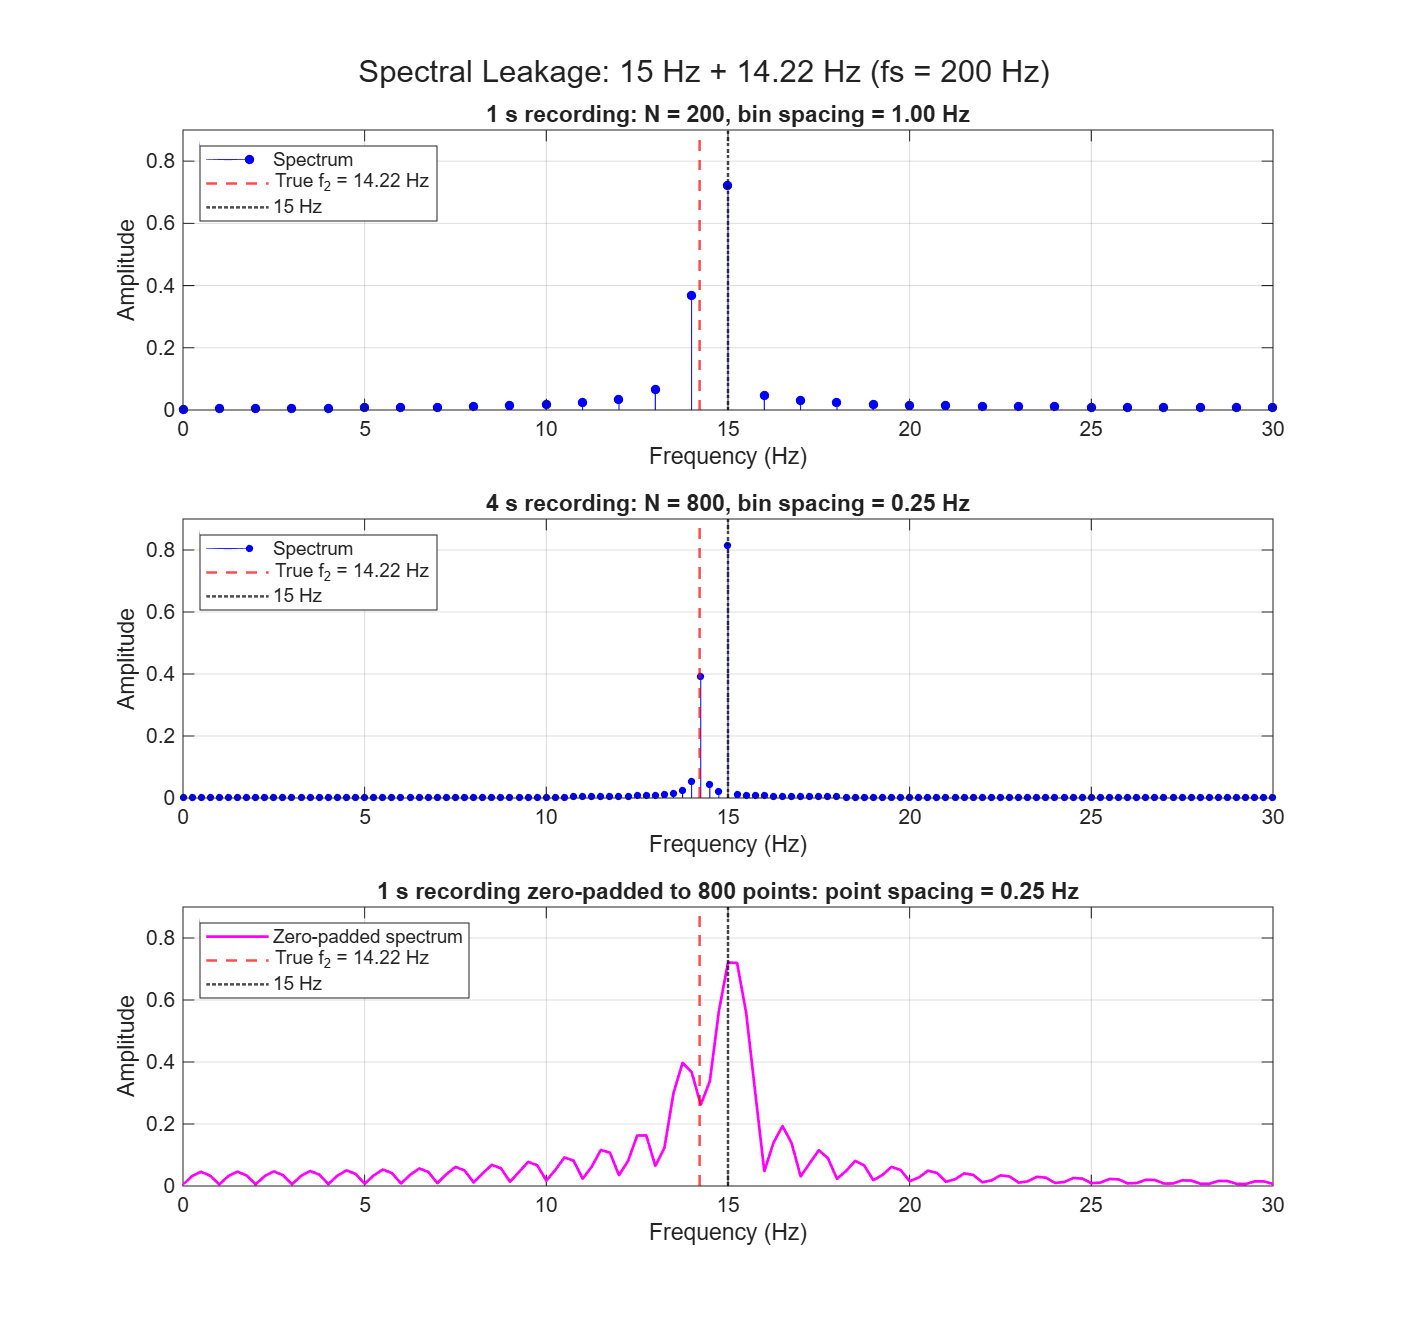 Spectral Leakage: 15 Hz + 14.22 Hz (fs = 200 Hz)
1 s recording: N = 200, bin spacing = 1.00 Hz
Spectrum
True f₂ = 14.22 Hz
15 Hz
Amplitude
0.8
0.6
0.4
0.2
0
0 5 10 15 20 25 30
Frequency (Hz)
4 s recording: N = 800, bin spacing = 0.25 Hz
Spectrum
True f₂ = 14.22 Hz
15 Hz
Amplitude
0.8
0.6
0.4
0.2
0
0 5 10 15 20 25 30
Frequency (Hz)
1 s recording zero-padded to 800 points: point spacing = 0.25 Hz
Zero-padded spectrum
True f₂ = 14.22 Hz
15 Hz
Amplitude
0.8
0.6
0.4
0.2
0
0 5 10 15 20 25 30
Frequency (Hz)